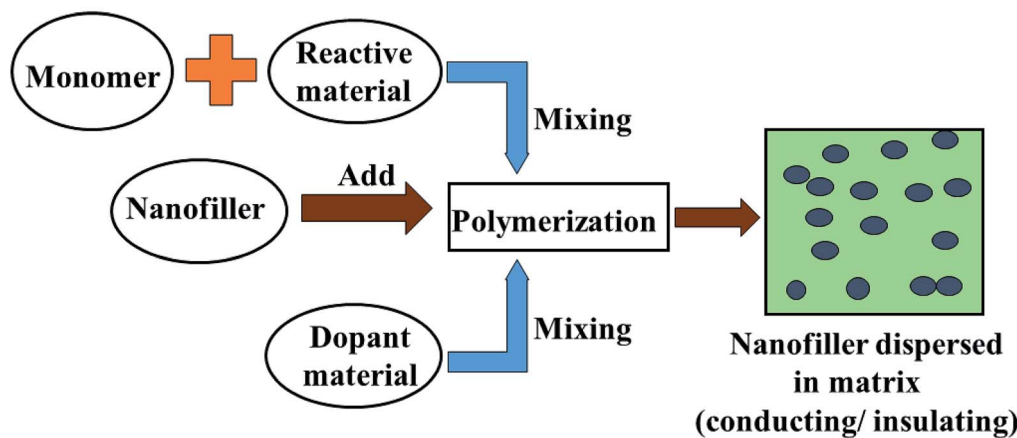 Monomer
Reactive
material
Mixing
Nanofiller
Add
Polymerization
Dopant
material
Mixing
Nanofiller dispersed
in matrix
(conducting/ insulating)